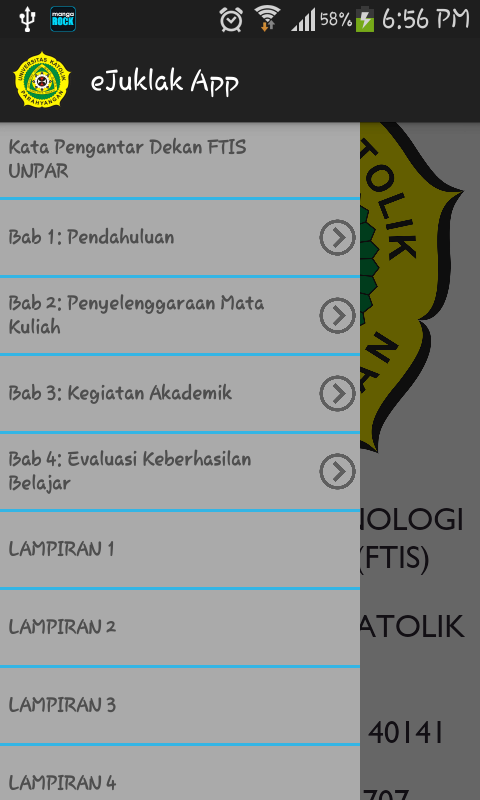 manga
ROCK
58%
6:56 PM
UNIVERSITAS KATOLIK
PARAHYANGAN
eJuklak App
Kata Pengantar Dekan FTIS
UNPAR
Bab 1: Pendahuluan
Bab 2: Penyelenggaraan Mata
Kuliah
Bab 3: Kegiatan Akademik
Bab 4: Evaluasi Keberhasilan
Belajar
LAMPIRAN 1
LAMPIRAN 2
LAMPIRAN 3
LAMPIRAN 4
TOLIK
AN
NOLOGI
(FTIS)
ATOLIK
40141
707